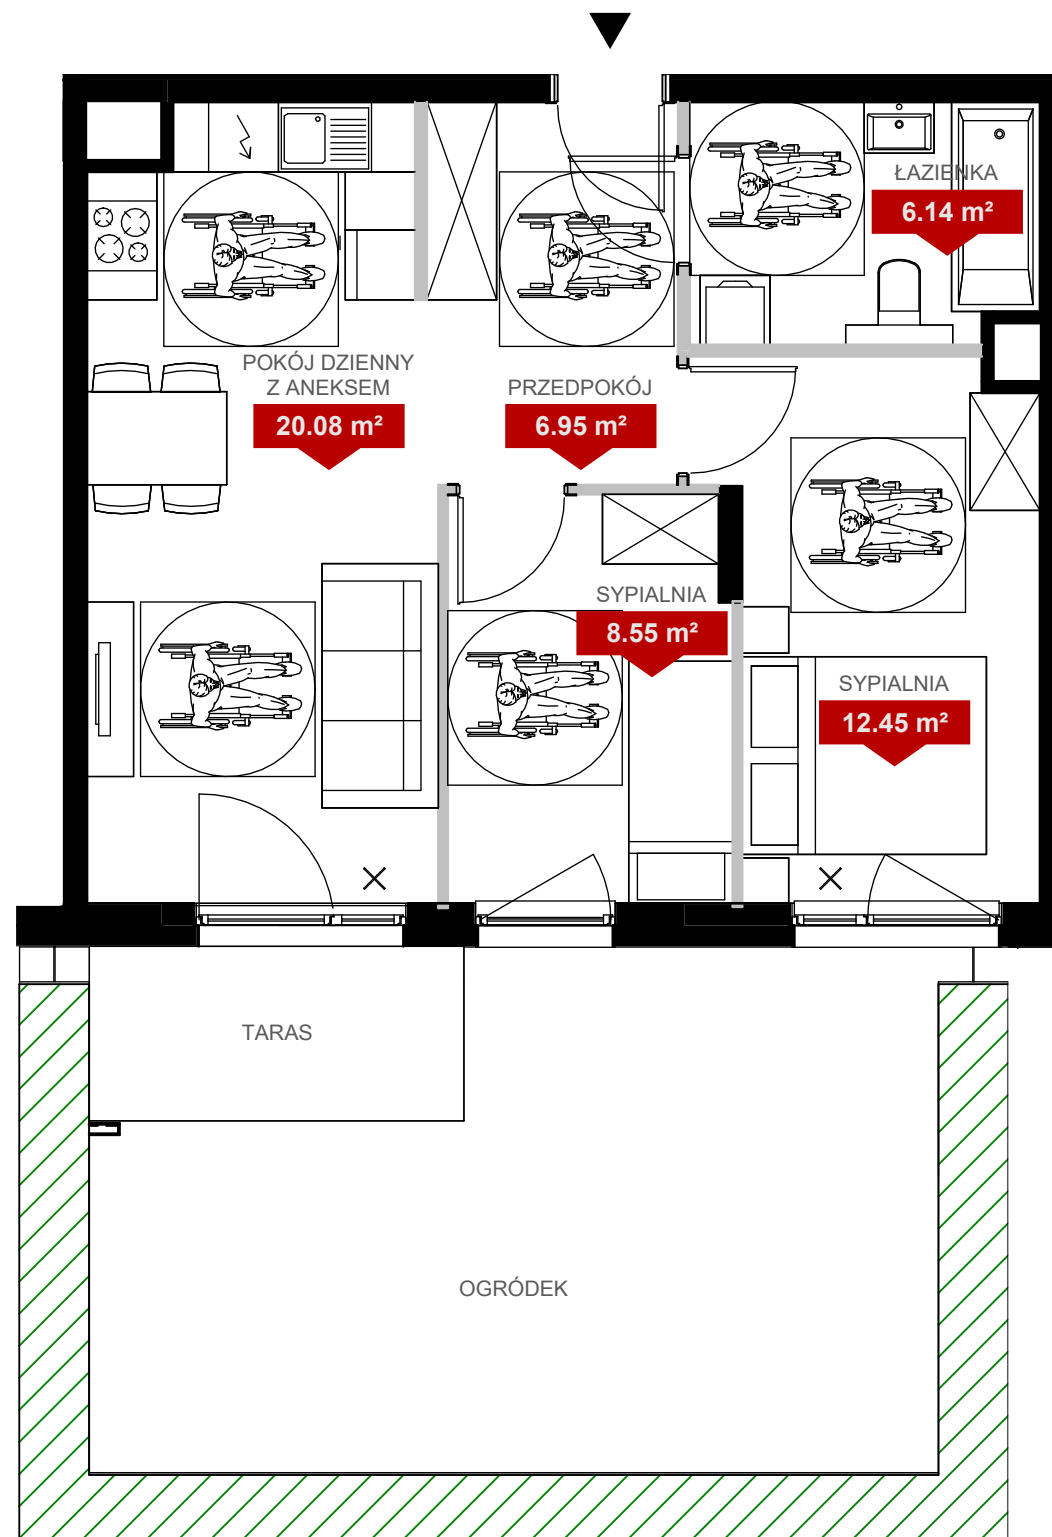 ŁAZIENKA
6.14 m²
POKÓJ DZIENNY
Z ANEKSEM
20.08 m²
PRZEDPOKÓJ
6.95 m²
SYPIALNIA
8.55 m²
SYPIALNIA
12.45 m²
TARAS
OGRÓDEK